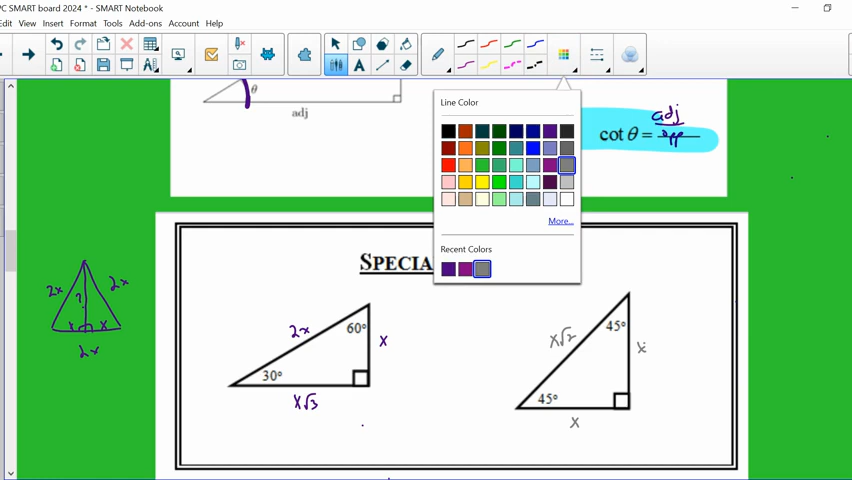 PC SMART board 2024 * - SMART Notebook
Edit View Insert Format Tools Add-ons Account Help
Line Color
More...
Recent Colors
θ
adj
cot θ = adj
opp
SPECIA
2x
?
2x
x
x
2x
2x
60°
x
30°
x√3
x√2
45°
x
45°
x